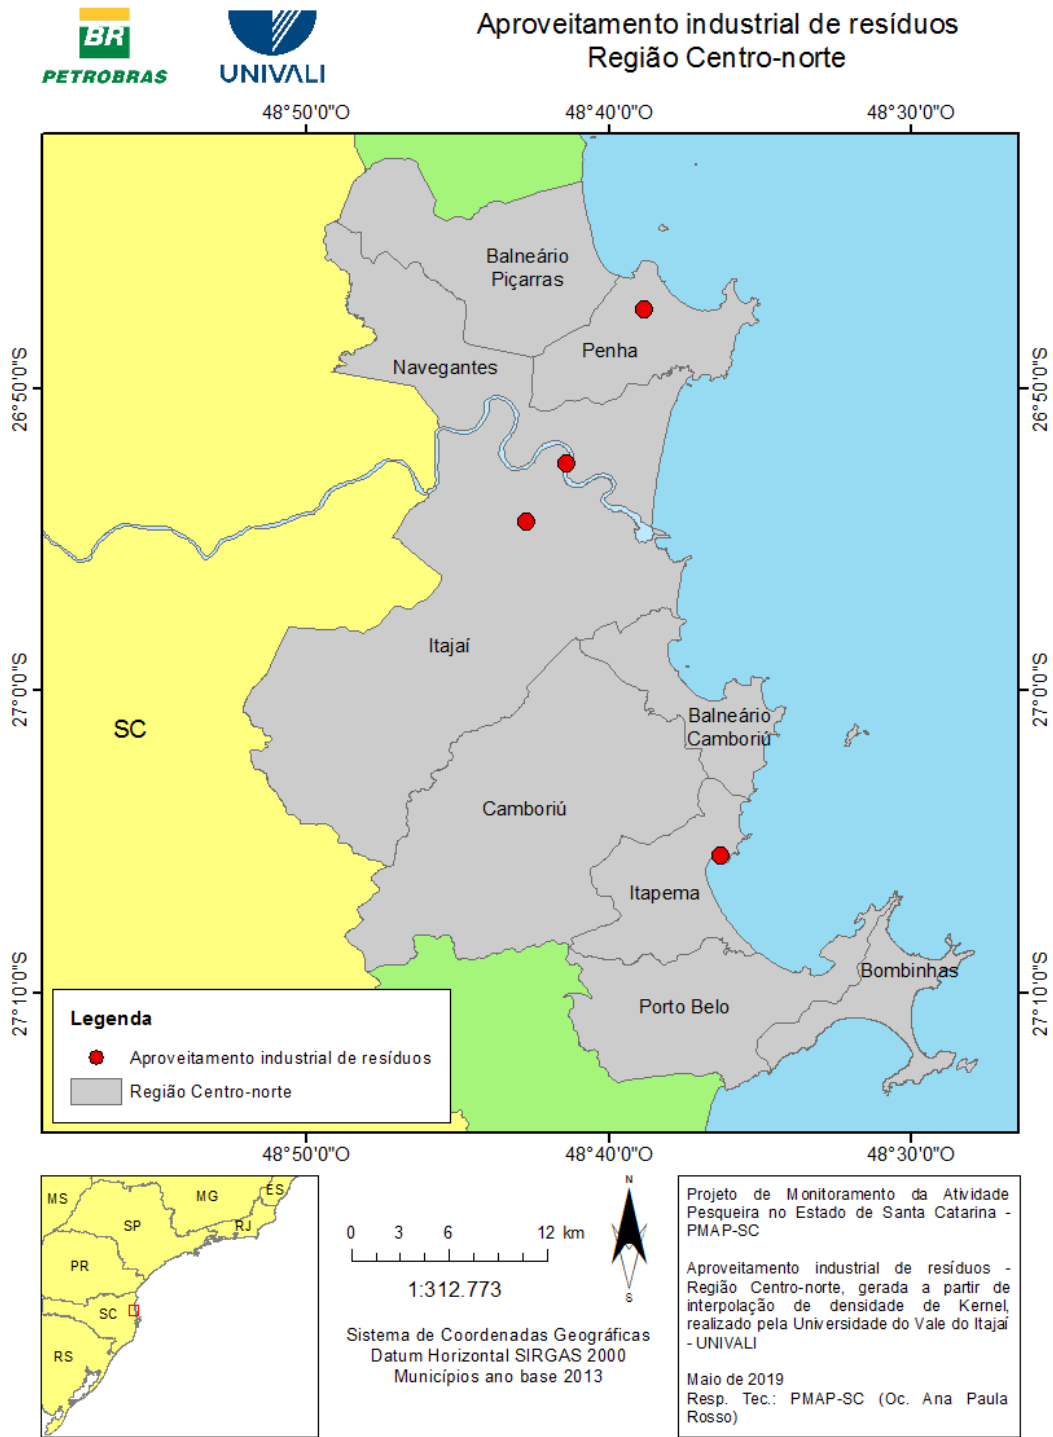 BR
PETROBRAS
UNIVALI
Aproveitamento industrial de resíduos
Região Centro-norte
48°50'0"O
48°40'0"O
48°30'0"O
26°50'0"S
27°0'0"S
27°10'0"S
26°50'0"S
27°0'0"S
27°10'0"S
Balneário
Piçarras
Penha
Navegantes
Itajaí
SC
Balneário
Camboriú
Camboriú
Itapema
Bombinhas
Porto Belo
Legenda
Aproveitamento industrial de resíduos
Região Centro-norte
48°50'0"O
48°40'0"O
48°30'0"O
MS
MG
ES
SP
RJ
PR
SC
RS
0 3 6 12 km
1:312.773
N
S
Sistema de Coordenadas Geográficas
Datum Horizontal SIRGAS 2000
Municípios ano base 2013
Projeto de Monitoramento da Atividade
Pesqueira no Estado de Santa Catarina -
PMAP-SC
Aproveitamento industrial de resíduos -
Região Centro-norte, gerada a partir de
interpolação de densidade de Kernel,
realizado pela Universidade do Vale do Itajaí
- UNIVALI
Maio de 2019
Resp. Tec.: PMAP-SC (Oc. Ana Paula
Rosso)